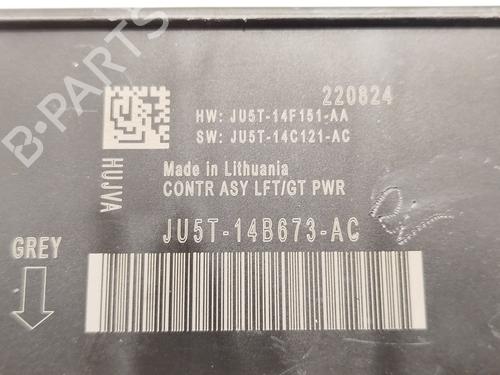 B-PARTS
220824
HW: JU5T-14F151-AA
SW: JU5T-14C121-AC
HUJVA
Made in Lithuania
CONTR ASY LFT/GT PWR
JU5T-14B673-AC
GREY